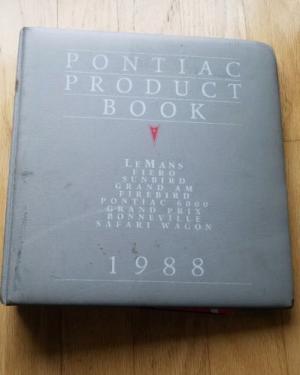 PONTIAC
PRODUCT
BOOK
LEMANS
FIERO
SUNBIRD
GRAND AM
FIREBIRD
PONTIAC 6000
GRAND PRIX
BONNEVILLE
SAFARI WAGON
1988